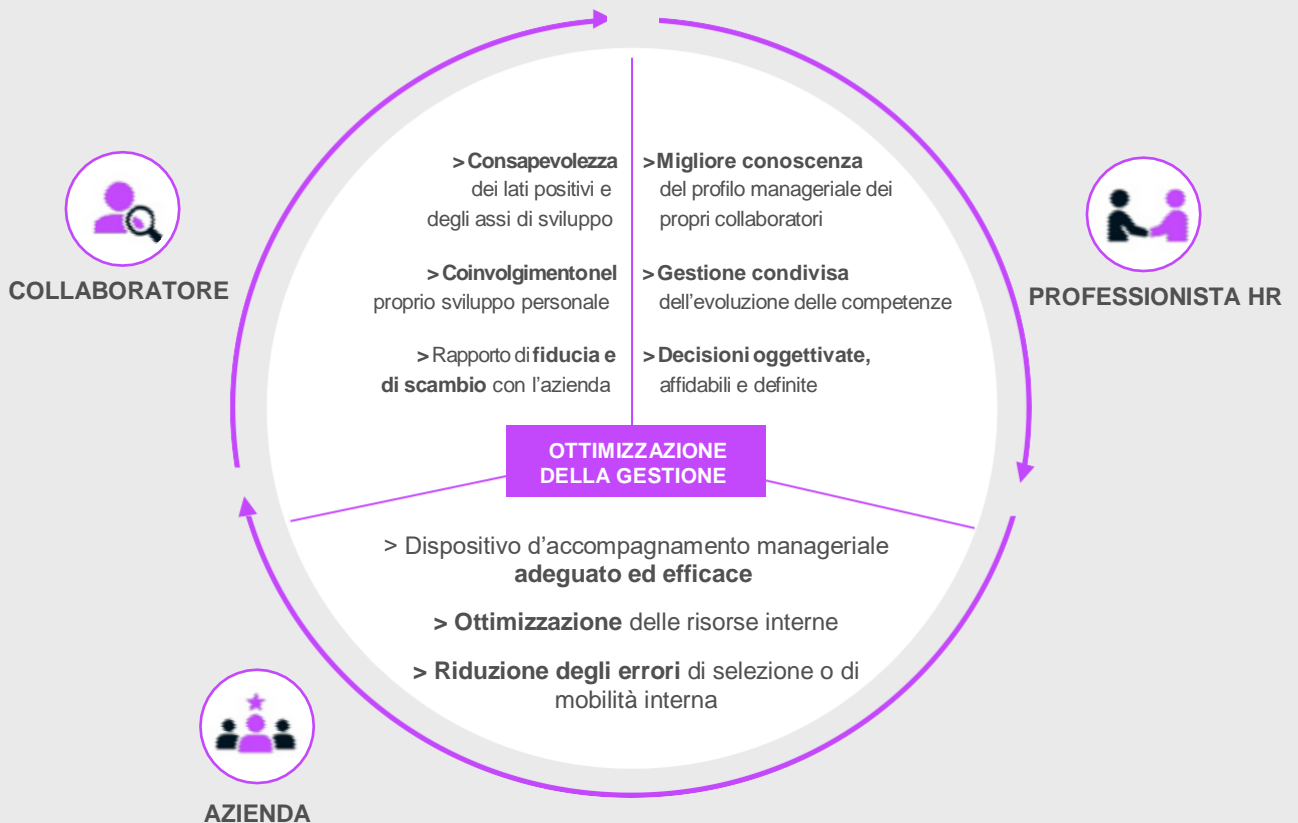 > Consapevolezza
dei lati positivi e
degli assi di sviluppo
> Coinvolgimentonel
proprio sviluppo personale
> Rapporto di fiducia e
di scambio con l’azienda
> Migliore conoscenza
del profilo manageriale dei
propri collaboratori
> Gestione condivisa
dell’evoluzione delle competenze
> Decisioni oggettivate,
affidabili e definite
COLLABORATORE
PROFESSIONISTA HR
OTTIMIZZAZIONE
DELLA GESTIONE
> Dispositivo d’accompagnamento manageriale
adeguato ed efficace
> Ottimizzazione delle risorse interne
> Riduzione degli errori di selezione o di
mobilità interna
AZIENDA